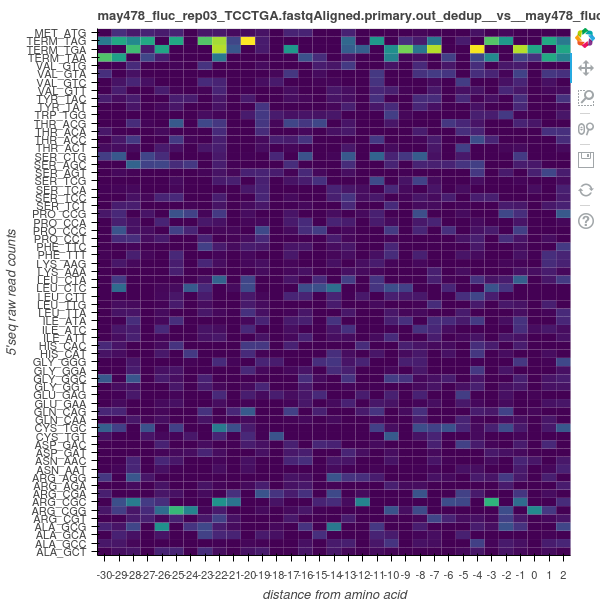 may478_fluc_rep03_TCCTGA.fastqAligned.primary.out_dedup__vs__may478_fluc
MET_ATG
TERM_TAG
TERM_TGA
TERM_TAA
VAL_GTG
VAL_GTA
VAL_GTC
VAL_GTT
TYR_TAC
TYR_TAT
TRP_TGG
THR_ACG
THR_ACA
THR_ACC
THR_ACT
SER_CTG
SER_AGC
SER_AGT
SER_TCG
SER_TCA
SER_TCC
SER_TCT
PRO_CCG
PRO_CCA
PRO_CCC
PRO_CCT
PHE_TTC
PHE_TTT
LYS_AAG
LYS_AAA
LEU_CTA
LEU_CTC
LEU_CTT
LEU_TTG
LEU_TTA
ILE_ATA
ILE_ATC
ILE_ATT
HIS_CAC
HIS_CAT
GLY_GGG
GLY_GGA
GLY_GGC
GLY_GGT
GLU_GAG
GLU_GAA
GLN_CAG
GLN_CAA
CYS_TGC
CYS_TGT
ASP_GAC
ASP_GAT
ASN_AAC
ASN_AAT
ARG_AGG
ARG_AGA
ARG_CGA
ARG_CGC
ARG_CGG
ARG_CGT
ALA_GCG
ALA_GCA
ALA_GCC
ALA_GCT
5'seq raw read counts
-30-29-28-27-26-25-24-23-22-21-20-19-18-17-16-15-14-13-12-11-10-9 -8 -7 -6 -5 -4 -3 -2 -1 0 1 2
distance from amino acid